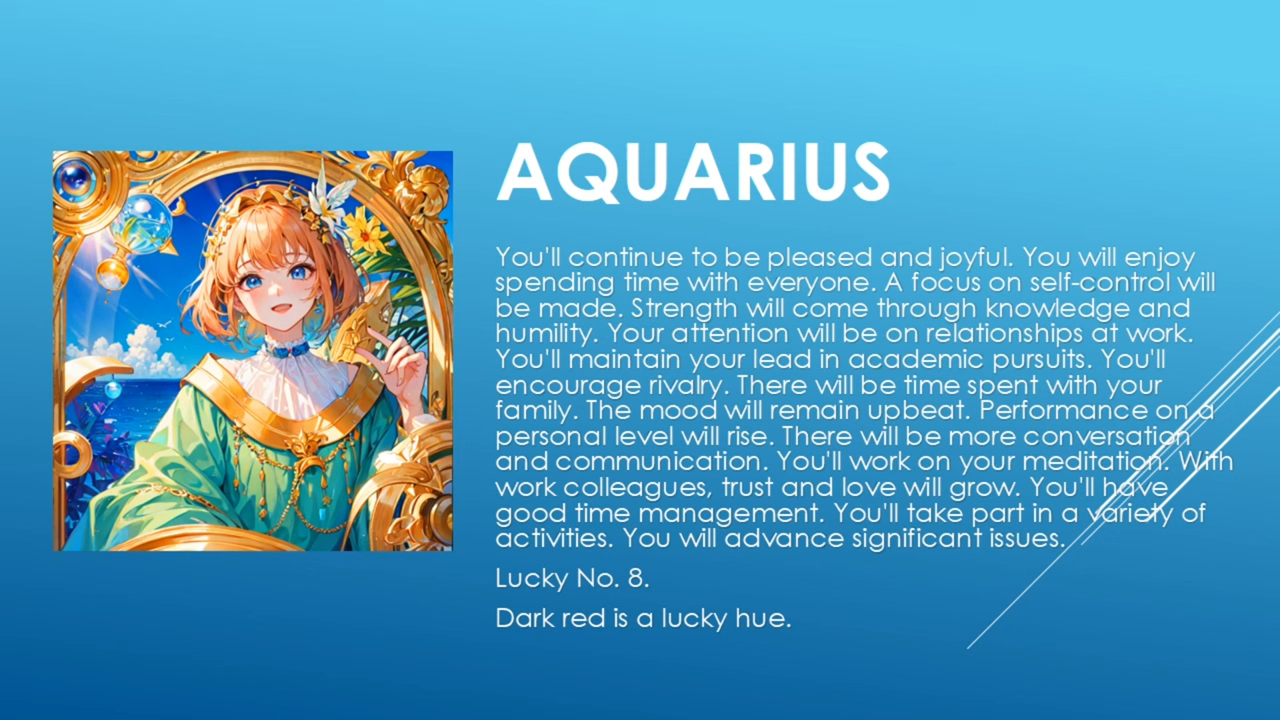 AQUARIUS
You'll continue to be pleased and joyful. You will enjoy
spending time with everyone. A focus on self-control will
be made. Strength will come through knowledge and
humility. Your attention will be on relationships at work.
You'll maintain your lead in academic pursuits. You'll
encourage rivalry. There will be time spent with your
family. The mood will remain upbeat. Performance on a
personal level will rise. There will be more conversation
and communication. You'll work on your meditation. With
work colleagues, trust and love will grow. You'll have
good time management. You'll take part in a variety of
activities. You will advance significant issues.
Lucky No. 8.
Dark red is a lucky hue.